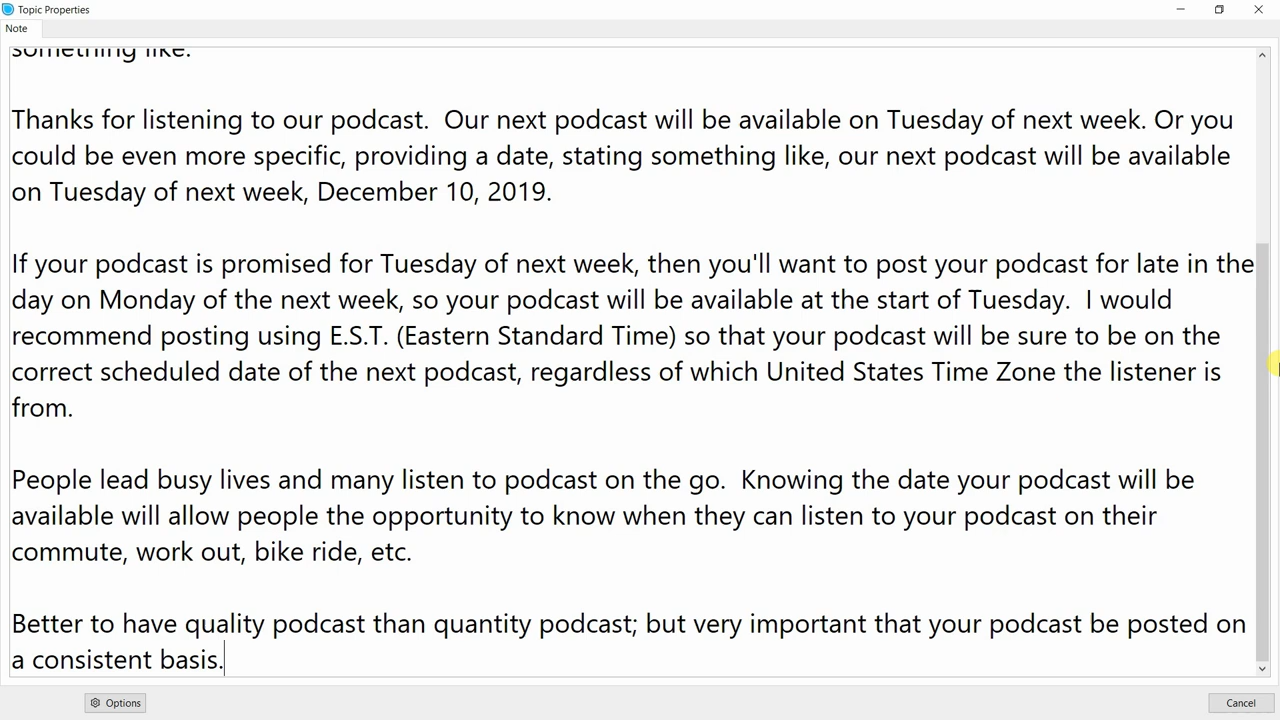 Topic Properties
Note
something like.
Thanks for listening to our podcast.  Our next podcast will be available on Tuesday of next week. Or you
could be even more specific, providing a date, stating something like, our next podcast will be available
on Tuesday of next week, December 10, 2019.
If your podcast is promised for Tuesday of next week, then you'll want to post your podcast for late in the
day on Monday of the next week, so your podcast will be available at the start of Tuesday.  I would
recommend posting using E.S.T. (Eastern Standard Time) so that your podcast will be sure to be on the
correct scheduled date of the next podcast, regardless of which United States Time Zone the listener is
from.
People lead busy lives and many listen to podcast on the go.  Knowing the date your podcast will be
available will allow people the opportunity to know when they can listen to your podcast on their
commute, work out, bike ride, etc.
Better to have quality podcast than quantity podcast; but very important that your podcast be posted on
a consistent basis.
Options
Cancel